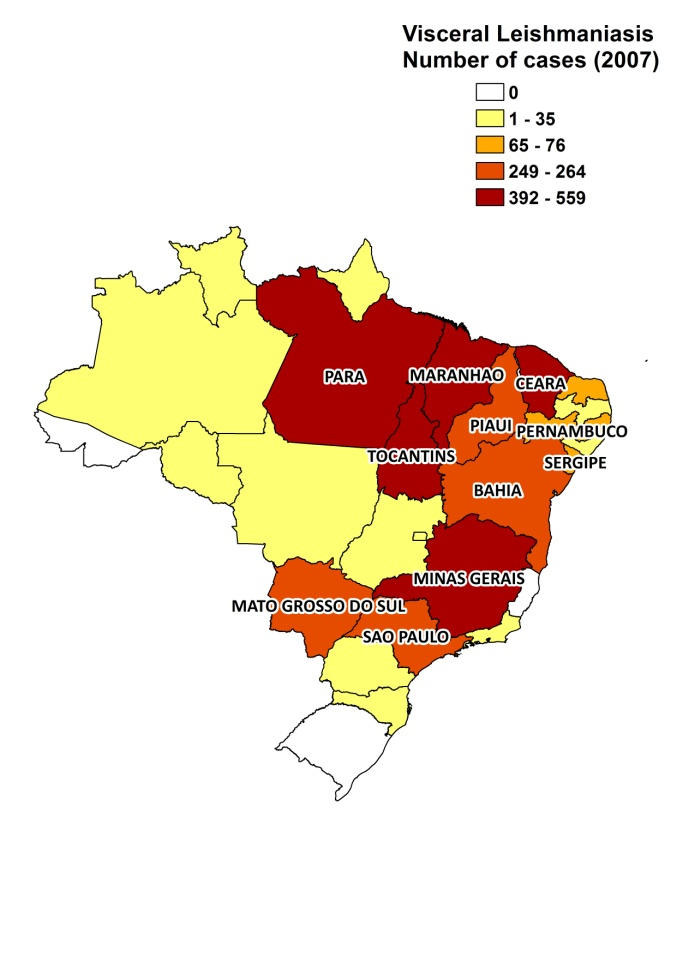 Visceral Leishmaniasis
Number of cases (2007)
0
1 - 35
65 - 76
249 - 264
392 - 559
PARA
MARANHAO
CEARA
PIAUI
PERNAMBUCO
TOCANTINS
SERGIPE
BAHIA
MINAS GERAIS
MATO GROSSO DO SUL
SAO PAULO